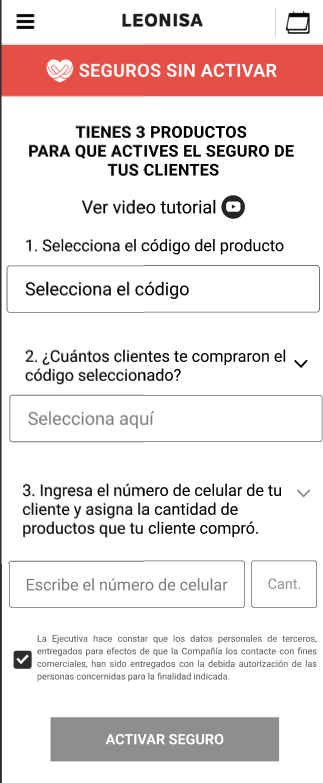 LEONISA
SEGUROS SIN ACTIVAR
TIENES 3 PRODUCTOS
PARA QUE ACTIVES EL SEGURO DE
TUS CLIENTES
Ver video tutorial
1. Selecciona el código del producto
Selecciona el código
2. ¿Cuántos clientes te compraron el
código seleccionado?
Selecciona aquí
3. Ingresa el número de celular de tu
cliente y asigna la cantidad de
productos que tu cliente compró.
Escribe el número de celular
Cant.
La Ejecutiva hace constar que los datos personales de terceros,
entregados para efectos de que la Compañía los contacte con fines
comerciales, han sido entregados con la debida autorización de las
personas concernidas para la finalidad indicada.
ACTIVAR SEGURO